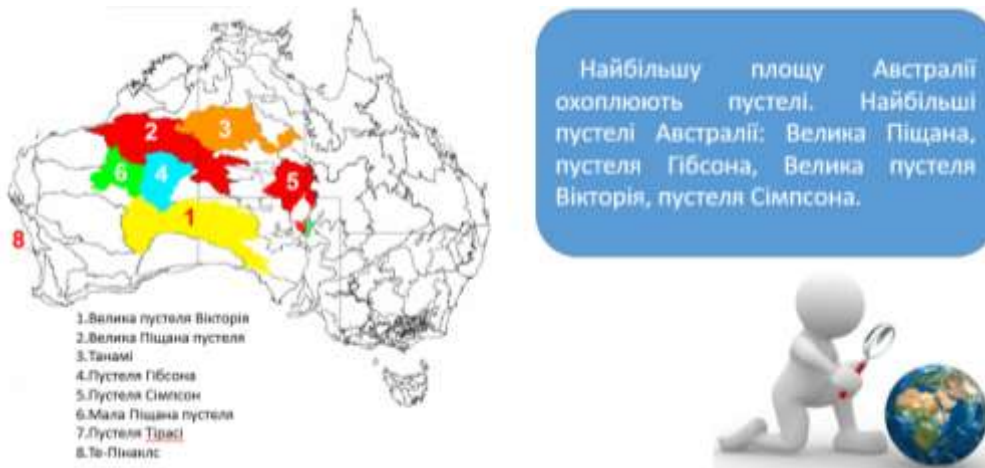 Найбільшу площу Австралії
охоплюють пустелі. Найбільші
пустелі Австралії: Велика Піщана,
пустеля Гібсона, Велика пустеля
Вікторія, пустеля Сімпсона.
2
3
6
4
5
1
8
1.Велика пустеля Вікторія
2.Велика Піщана пустеля
3.Танамі
4.Пустеля Гібсона
5.Пустеля Сімпсон
6.Мала Піщана пустеля
7.Пустеля Тірасі
8.Те-Пінаклс